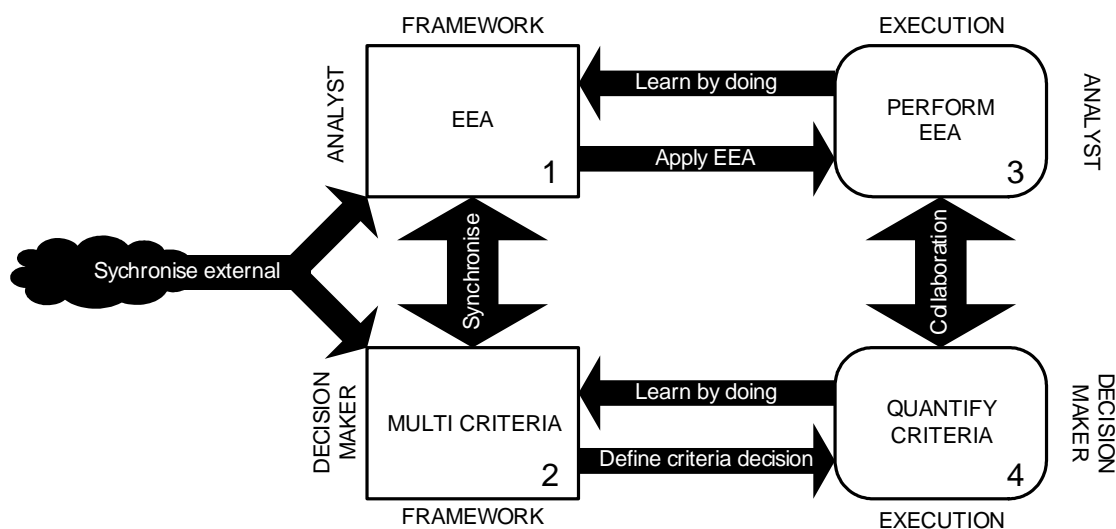 FRAMEWORK
EXECUTION
ANALYST
EEA
1
Learn by doing
Apply EEA
PERFORM
EEA
3
ANALYST
Sychronise external
Synchronise
Collaboration
DECISION
MAKER
MULTI CRITERIA
2
Learn by doing
Define criteria decision
QUANTIFY
CRITERIA
4
DECISION
MAKER
FRAMEWORK
EXECUTION